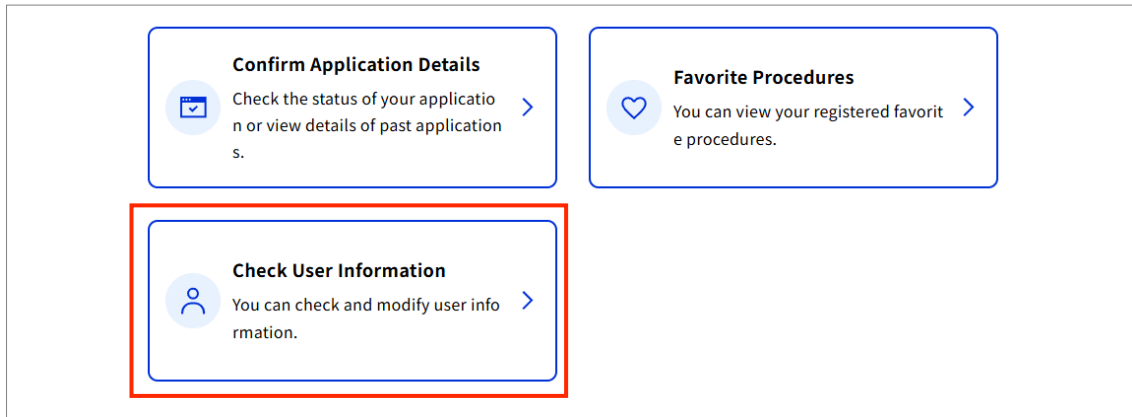 Confirm Application Details
Check the status of your applicatio
n or view details of past application
s.
Favorite Procedures
You can view your registered favorit
e procedures.
Check User Information
You can check and modify user info
rmation.